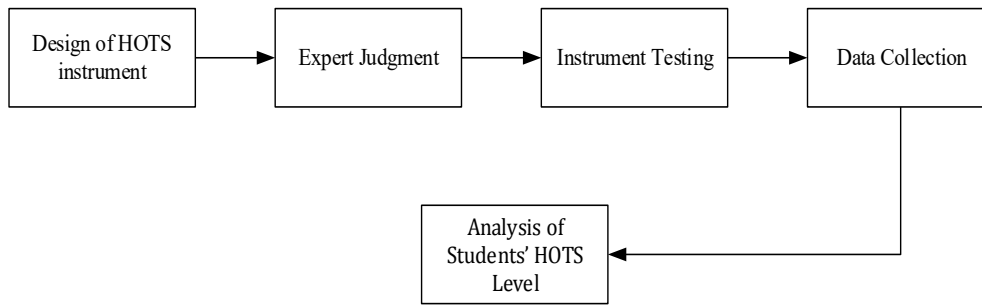 Design of HOTS
instrument
Expert Judgment
Instrument Testing
Data Collection
Analysis of
Students’ HOTS
Level